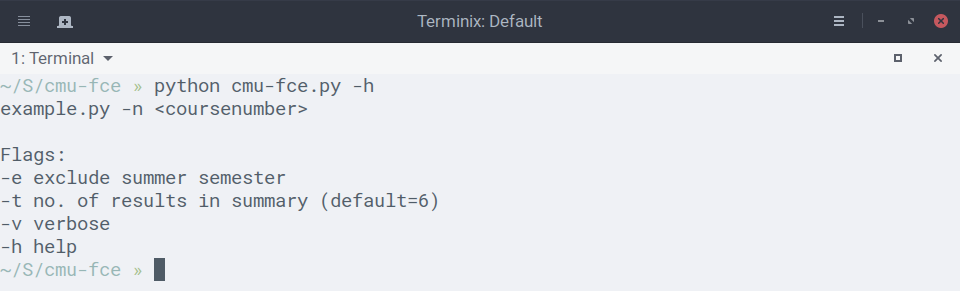 Terminix: Default
1: Terminal
~/S/cmu-fce » python cmu-fce.py -h
example.py -n <coursenumber>
Flags:
-e exclude summer semester
-t no. of results in summary (default=6)
-v verbose
-h help
~/S/cmu-fce »